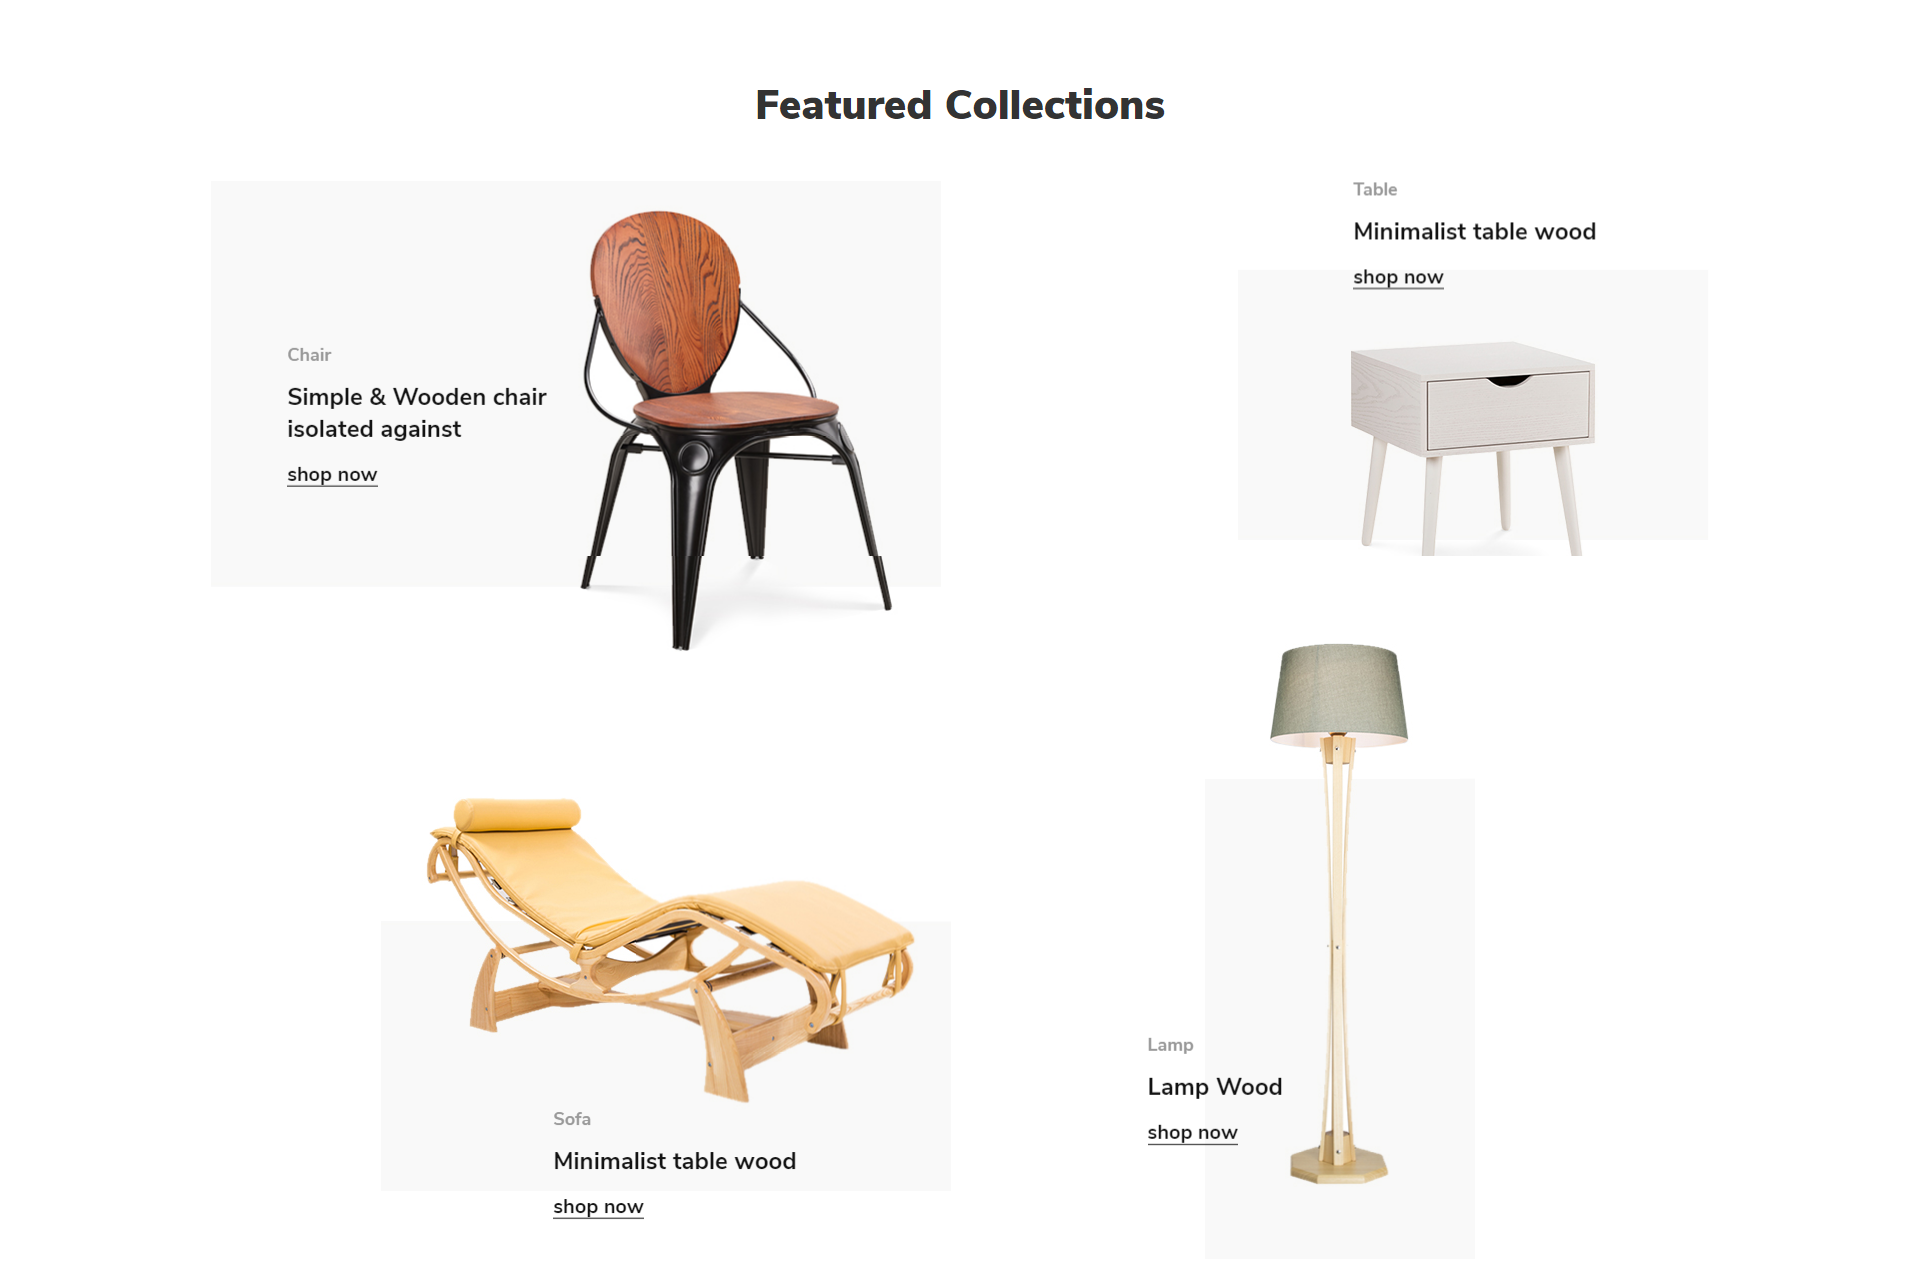 Featured Collections
Chair
Simple & Wooden chair
isolated against
shop now
Table
Minimalist table wood
shop now
Sofa
Minimalist table wood
shop now
Lamp
Lamp Wood
shop now